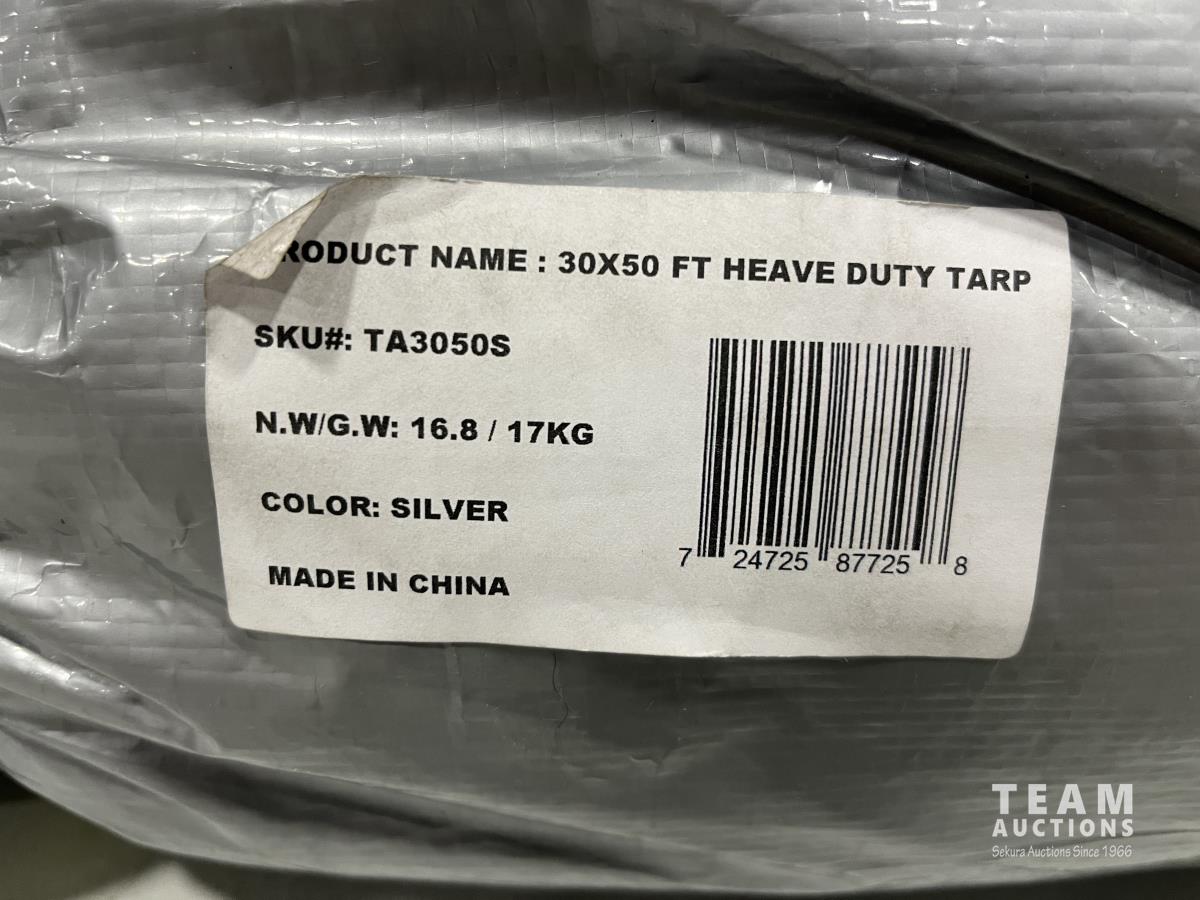 RODUCT NAME : 30X50 FT HEAVE DUTY TARP
SKU#: TA3050S
N.W/G.W: 16.8 / 17KG
COLOR: SILVER
MADE IN CHINA
7 24725 87725 8
TEAM
AUCTIONS
Sekura Auctions Since 1966